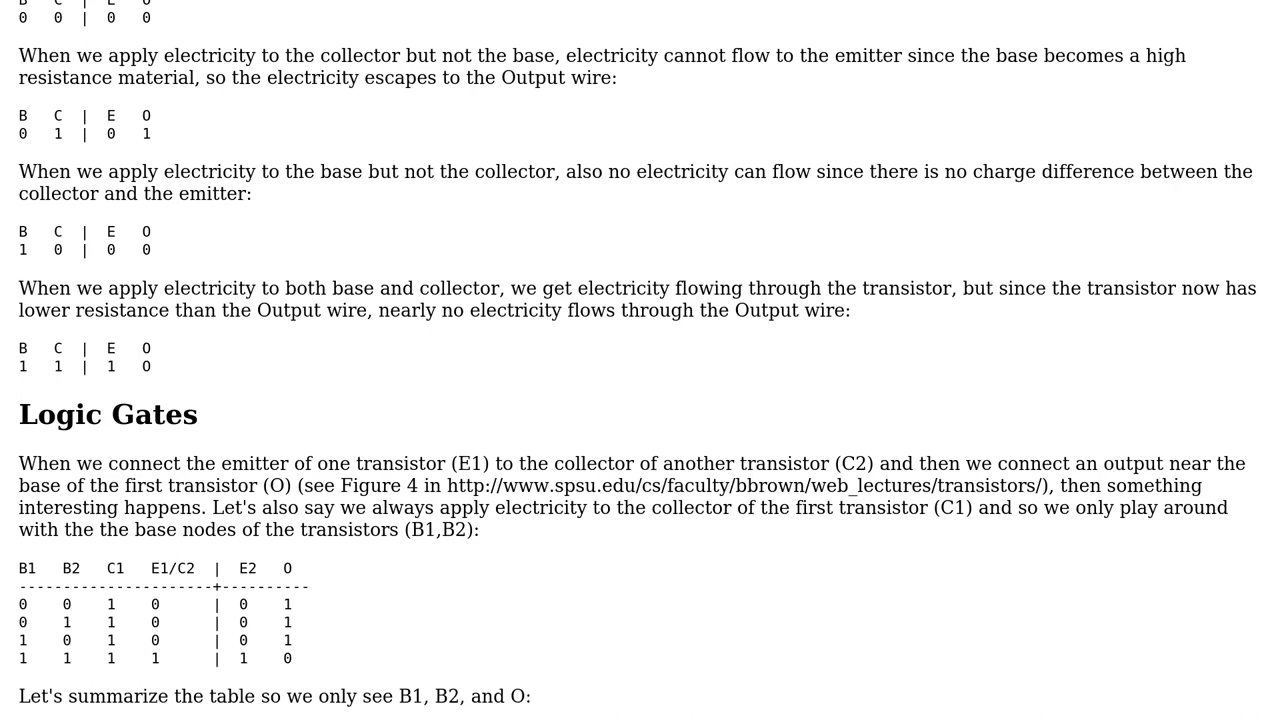 B   C  |  E   O
0   0  |  0   0
When we apply electricity to the collector but not the base, electricity cannot flow to the emitter since the base becomes a high
resistance material, so the electricity escapes to the Output wire:
B   C  |  E   O
0   1  |  0   1
When we apply electricity to the base but not the collector, also no electricity can flow since there is no charge difference between the
collector and the emitter:
B   C  |  E   O
1   0  |  0   0
When we apply electricity to both base and collector, we get electricity flowing through the transistor, but since the transistor now has
lower resistance than the Output wire, nearly no electricity flows through the Output wire:
B   C  |  E   O
1   1  |  1   O
Logic Gates
When we connect the emitter of one transistor (E1) to the collector of another transistor (C2) and then we connect an output near the
base of the first transistor (O) (see Figure 4 in http://www.spsu.edu/cs/faculty/bbrown/web_lectures/transistors/), then something
interesting happens. Let's also say we always apply electricity to the collector of the first transistor (C1) and so we only play around
with the the base nodes of the transistors (B1,B2):
B1   B2   C1   E1/C2  |  E2   O
----------------------+----------
0    0    1    0      |  0    1
0    1    1    0      |  0    1
1    0    1    0      |  0    1
1    1    1    1      |  1    0
Let's summarize the table so we only see B1, B2, and O: